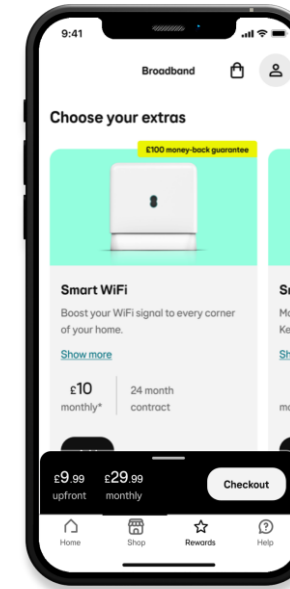 9:41
Broadband
Choose your extras
£100 money-back guarantee
Smart WiFi
Boost your WiFi signal to every corner
of your home.
Show more
£10
monthly*
24 month
contract
£9.99
upfront
£29.99
monthly
Checkout
Home
Shop
Rewards
Help